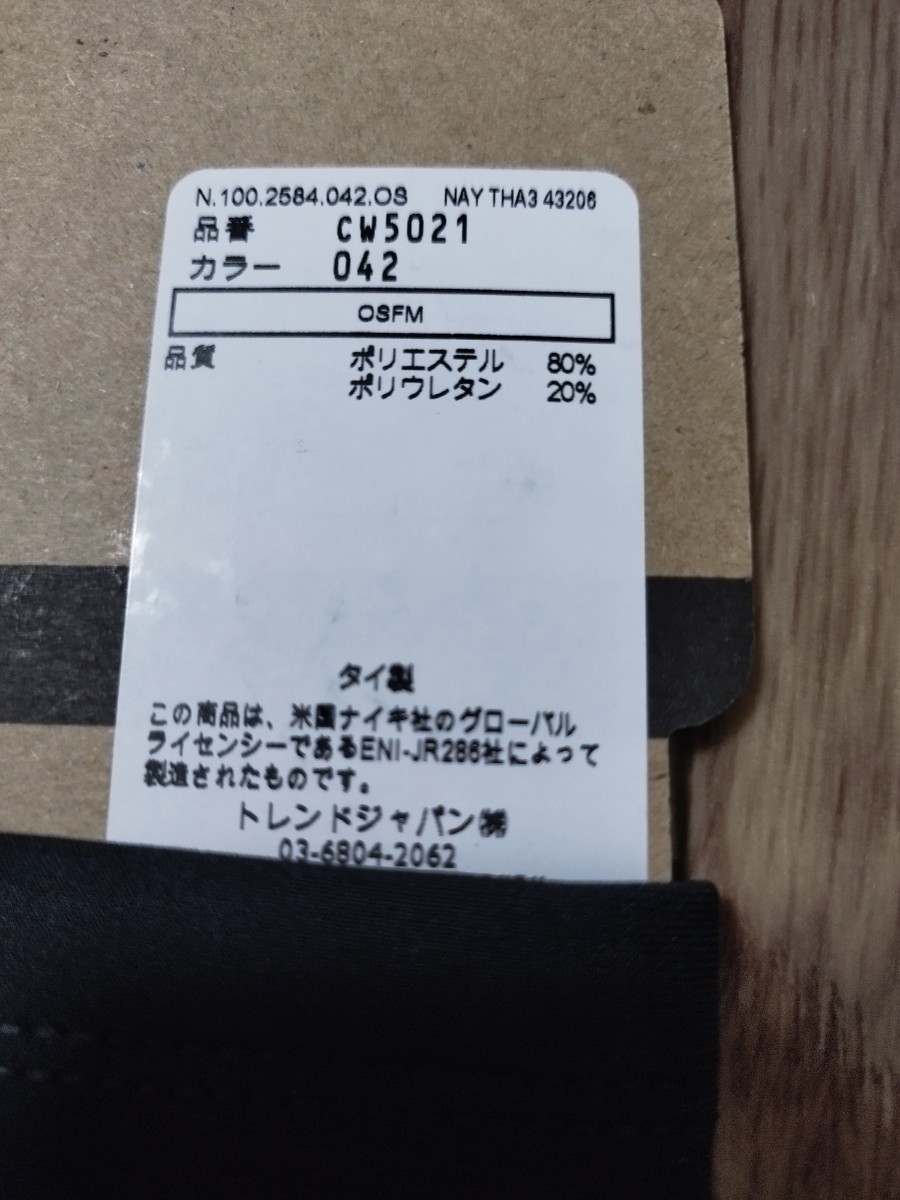 N.100.2584.042.OS NAY THA3 43206
品番 CW5021
カラー 042
OSFM
品質 ポリエステル 80%
ポリウレタン 20%
タイ製
この商品は、米国ナイキ社のグローバル
ライセンシーであるENI-JR286社によって
製造されたものです。
トレンドジャパン㈱
03-6804-2062